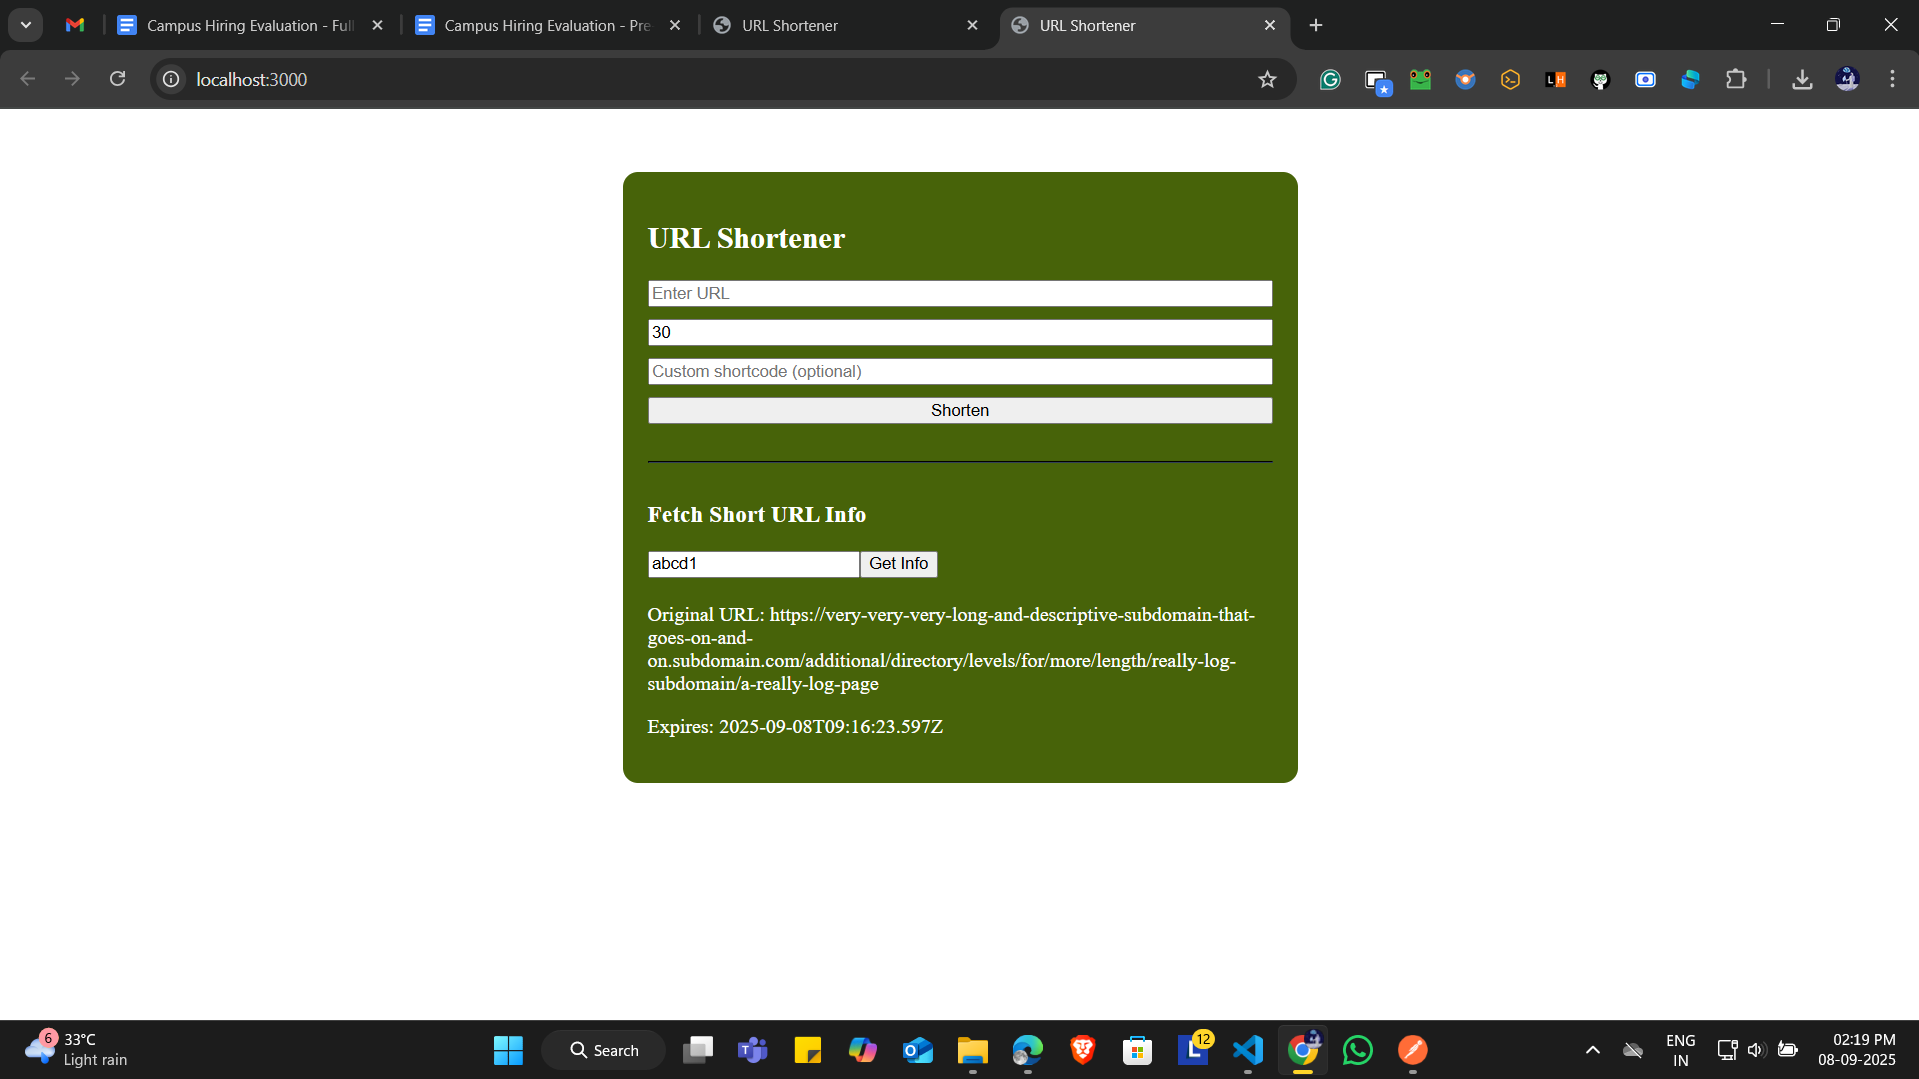 Campus Hiring Evaluation - Full
Campus Hiring Evaluation - Pre
URL Shortener
URL Shortener
localhost:3000
URL Shortener
Enter URL
30
Custom shortcode (optional)
Shorten
Fetch Short URL Info
abcd1
Get Info
Original URL: https://very-very-very-long-and-descriptive-subdomain-that-
goes-on-and-
on.subdomain.com/additional/directory/levels/for/more/length/really-log-
subdomain/a-really-log-page
Expires: 2025-09-08T09:16:23.597Z
6
33°C
Light rain
Search
12
ENG
IN
02:19 PM
08-09-2025